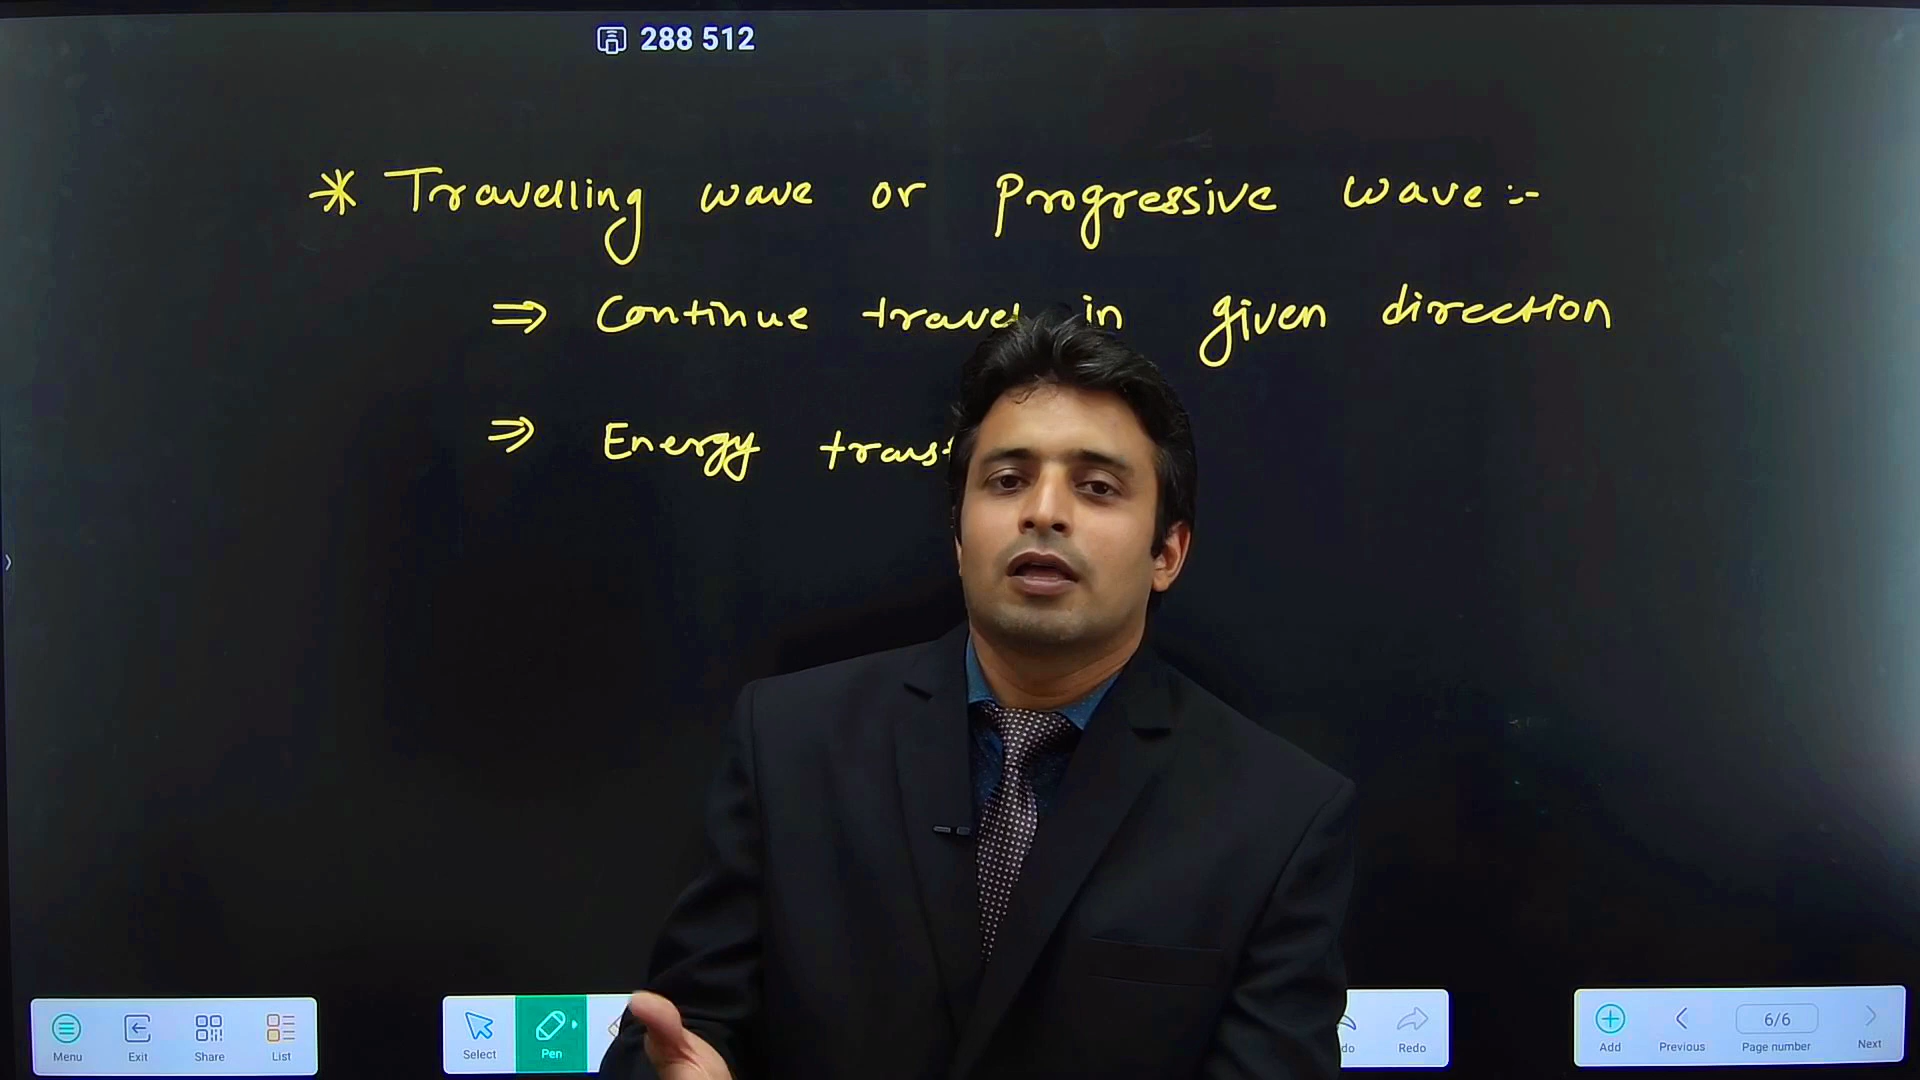 288 512
* Travelling wave or Progressive wave :-
⇒ Continue travel in given direction
⇒ Energy
Menu Exit Share List Select Pen Redo Add Previous 6/6 Page number Next